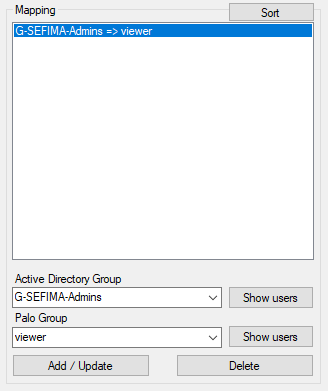 Mapping
Sort
G-SEFIMA-Admins => viewer
Active Directory Group
G-SEFIMA-Admins
Show users
Palo Group
viewer
Show users
Add / Update
Delete